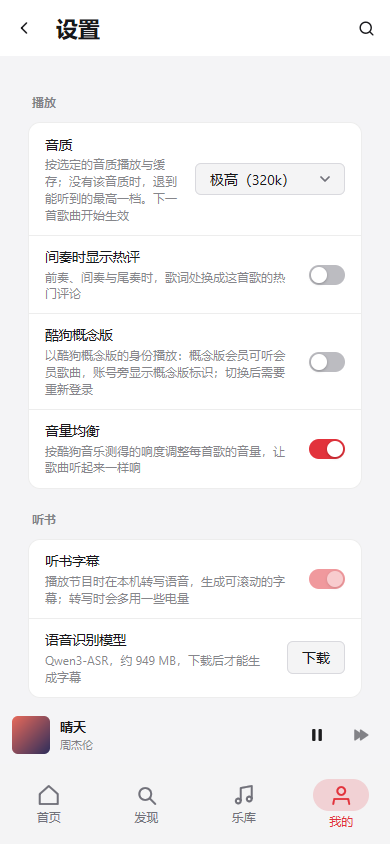 设置
播放
音质
按选定的音质播放与缓
存；没有该音质时，退到
能听到的最高一档。下一
首歌曲开始生效
极高（320k）
间奏时显示热评
前奏、间奏与尾奏时，歌词处换成这首歌的热
门评论
酷狗概念版
以酷狗概念版的身份播放：概念版会员可听会
员歌曲，账号旁显示概念版标识；切换后需要
重新登录
音量均衡
按酷狗音乐测得的响度调整每首歌的音量，让
歌曲听起来一样响
听书
听书字幕
播放节目时在本机转写语音，生成可滚动的字
幕；转写时会多用一些电量
语音识别模型
Qwen3-ASR，约 949 MB，下载后才能生
成字幕
下载
晴天
周杰伦
首页
发现
乐库
我的